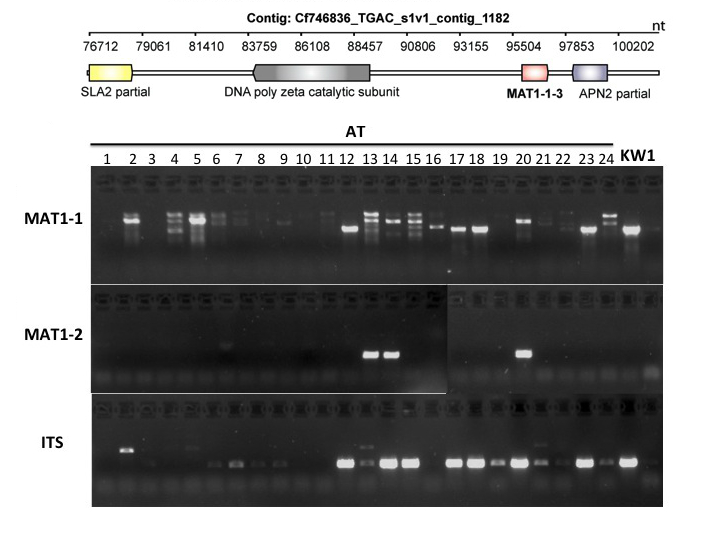 Contig: Cf746836_TGAC_s1v1_contig_1182
nt
76712 79061 81410 83759 86108 88457 90806 93155 95504 97853 100202
SLA2 partial DNA poly zeta catalytic subunit MAT1-1-3 APN2 partial
AT
1 2 3 4 5 6 7 8 9 10 11 12 13 14 15 16 17 18 19 20 21 22 23 24 KW1
MAT1-1
MAT1-2
ITS